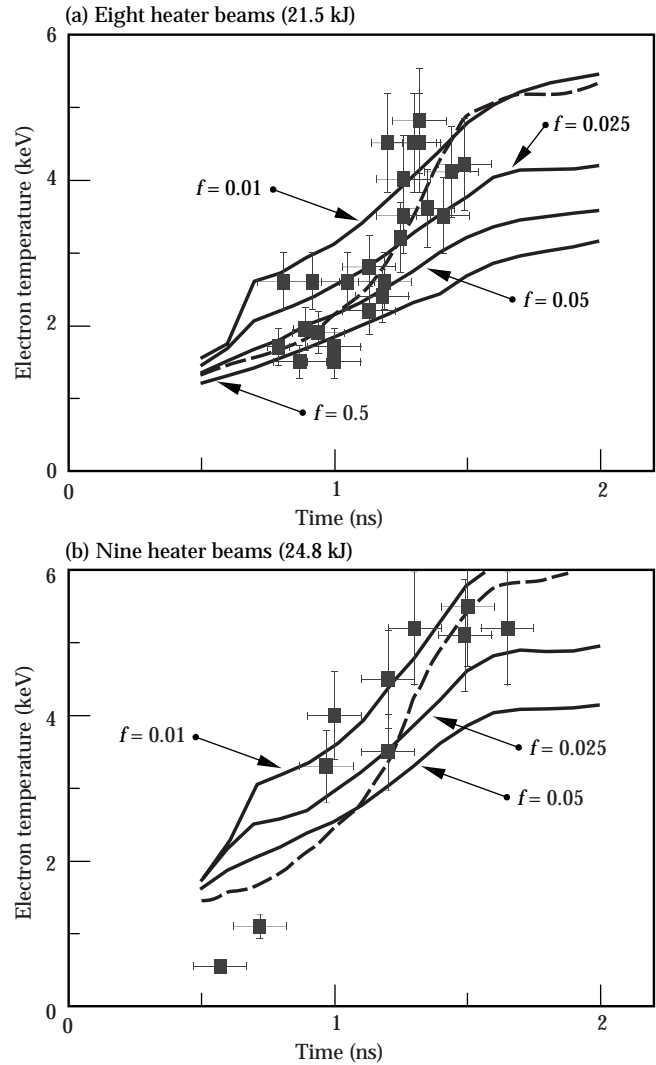 (a) Eight heater beams (21.5 kJ)
6
4
2
0
Electron temperature (keV)
f = 0.025
f = 0.01
f = 0.05
f = 0.5
0
1
2
Time (ns)
(b) Nine heater beams (24.8 kJ)
6
4
2
0
Electron temperature (keV)
f = 0.01
f = 0.025
f = 0.05
0
1
2
Time (ns)